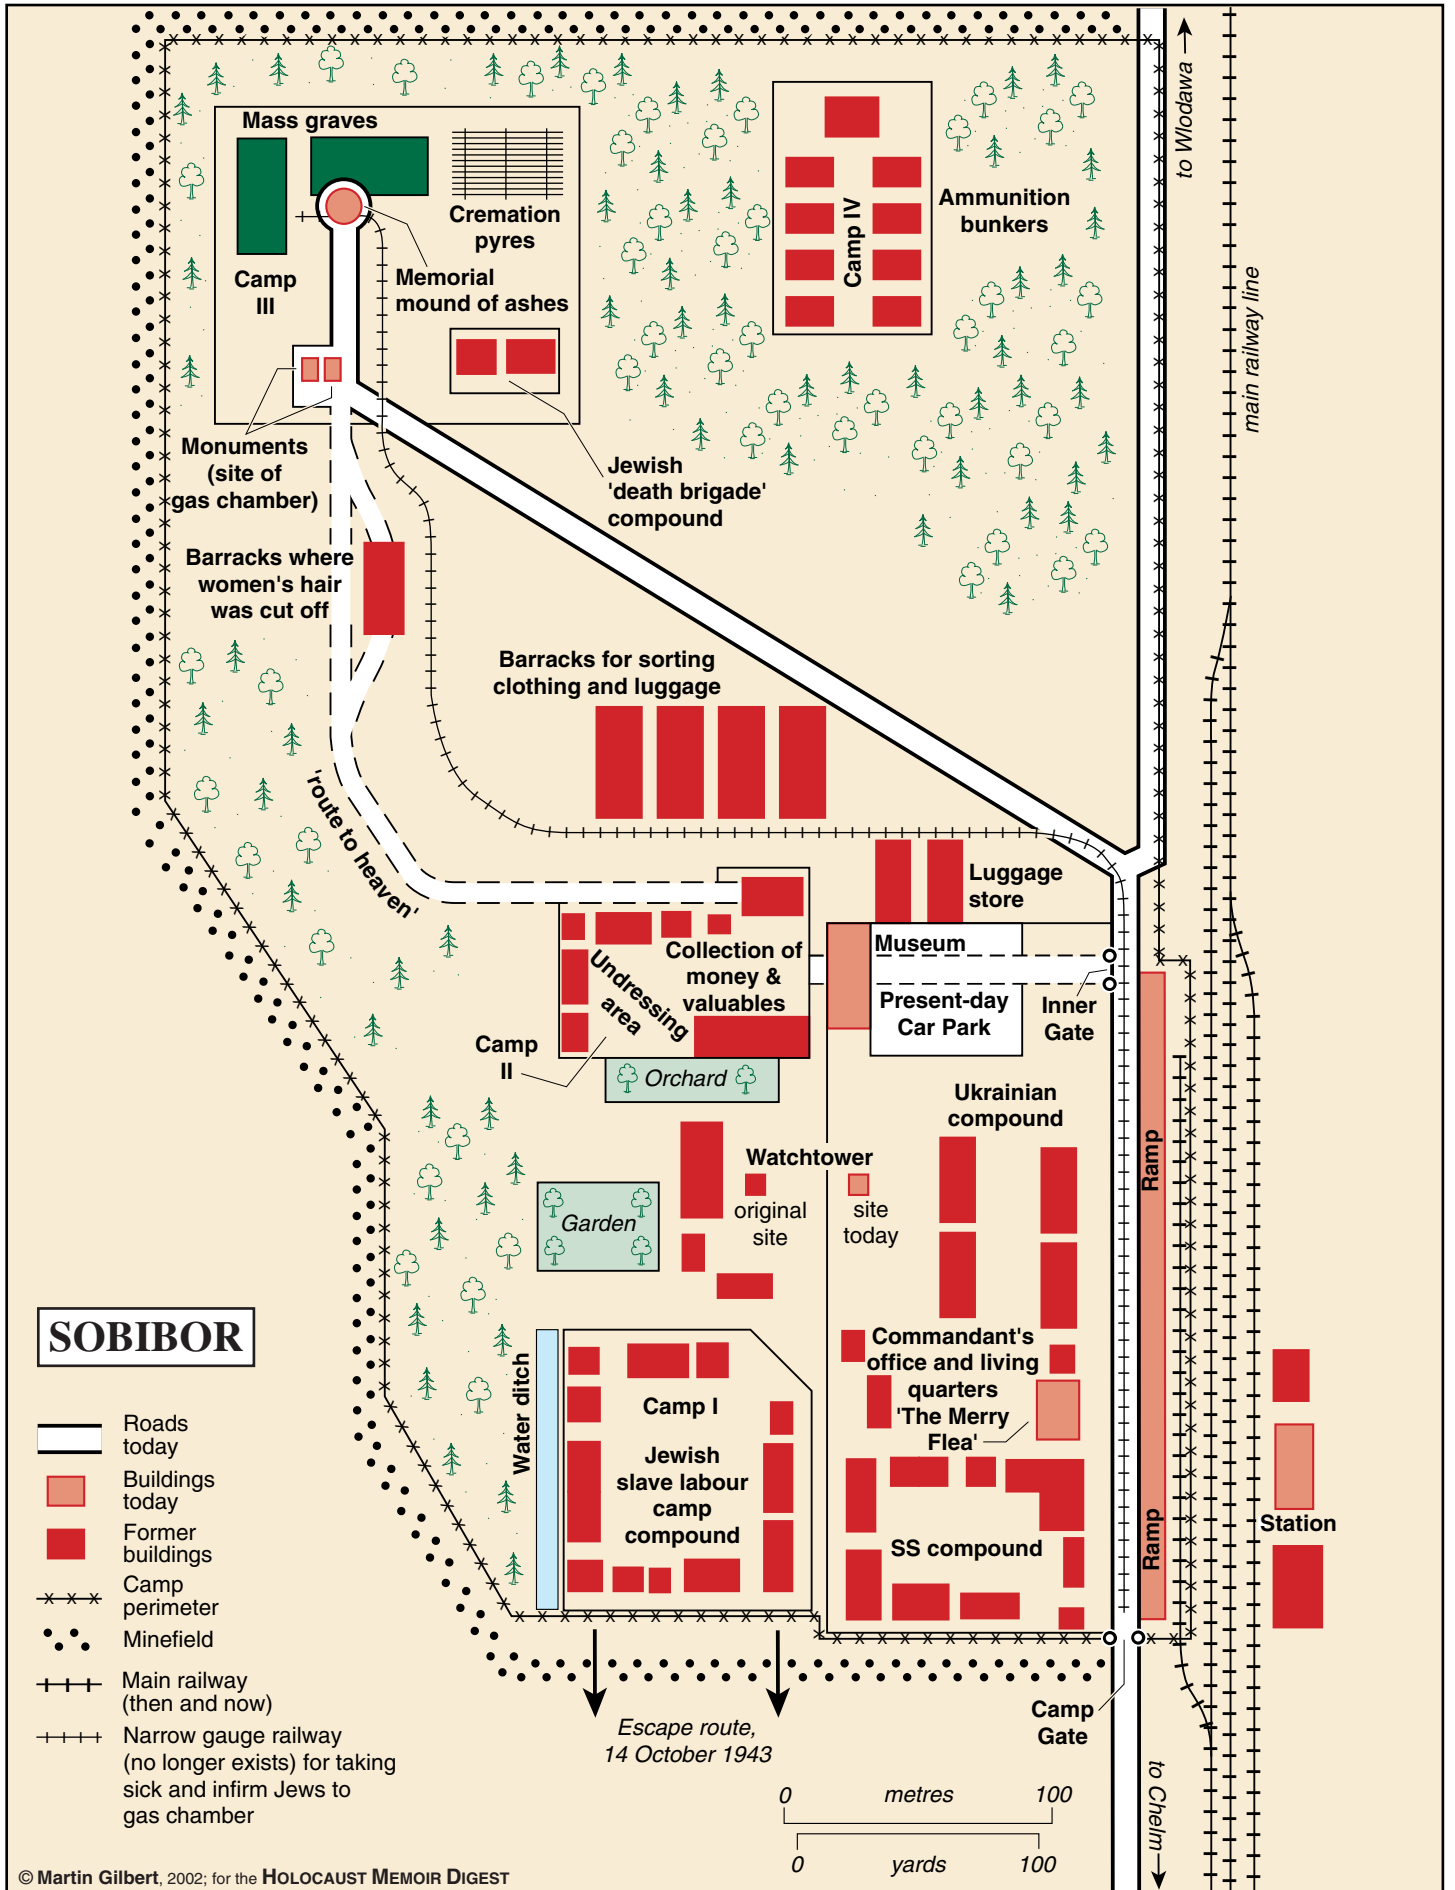 to Wlodawa
main railway line
Mass graves
Cremation
pyres
Camp
III
Memorial
mound of ashes
Camp IV
Ammunition
bunkers
Monuments
(site of
gas chamber)
Jewish
'death brigade'
compound
Barracks where
women's hair
was cut off
Barracks for sorting
clothing and luggage
'route to heaven'
Luggage
store
Collection of
money &
valuables
Undressing
area
Museum
Present-day
Car Park
Inner
Gate
Camp
II
Orchard
Ukrainian
compound
Ramp
Watchtower
original
site
site
today
Garden
Commandant's
office and living
quarters
'The Merry
Flea'
Water ditch
Camp I
Jewish
slave labour
camp
compound
SS compound
Ramp
Station
SOBIBOR
Roads
today
Buildings
today
Former
buildings
Camp
perimeter
Minefield
Main railway
(then and now)
Narrow gauge railway
(no longer exists) for taking
sick and infirm Jews to
gas chamber
Escape route,
14 October 1943
Camp
Gate
to Chelm
0 metres 100
0 yards 100
© Martin Gilbert, 2002; for the HOLOCAUST MEMOIR DIGEST